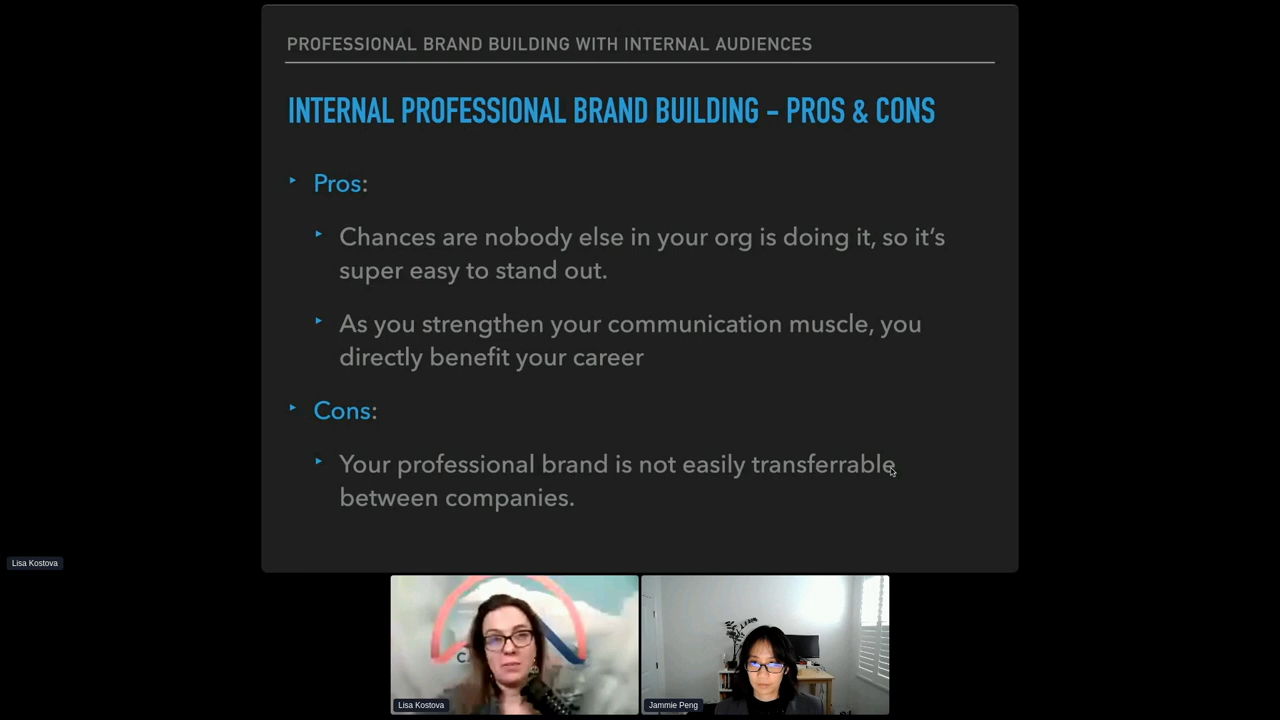 PROFESSIONAL BRAND BUILDING WITH INTERNAL AUDIENCES
INTERNAL PROFESSIONAL BRAND BUILDING - PROS & CONS
Pros:
Chances are nobody else in your org is doing it, so it’s
super easy to stand out.
As you strengthen your communication muscle, you
directly benefit your career
Cons:
Your professional brand is not easily transferrable
between companies.
Lisa Kostova
Lisa Kostova
Jammie Peng